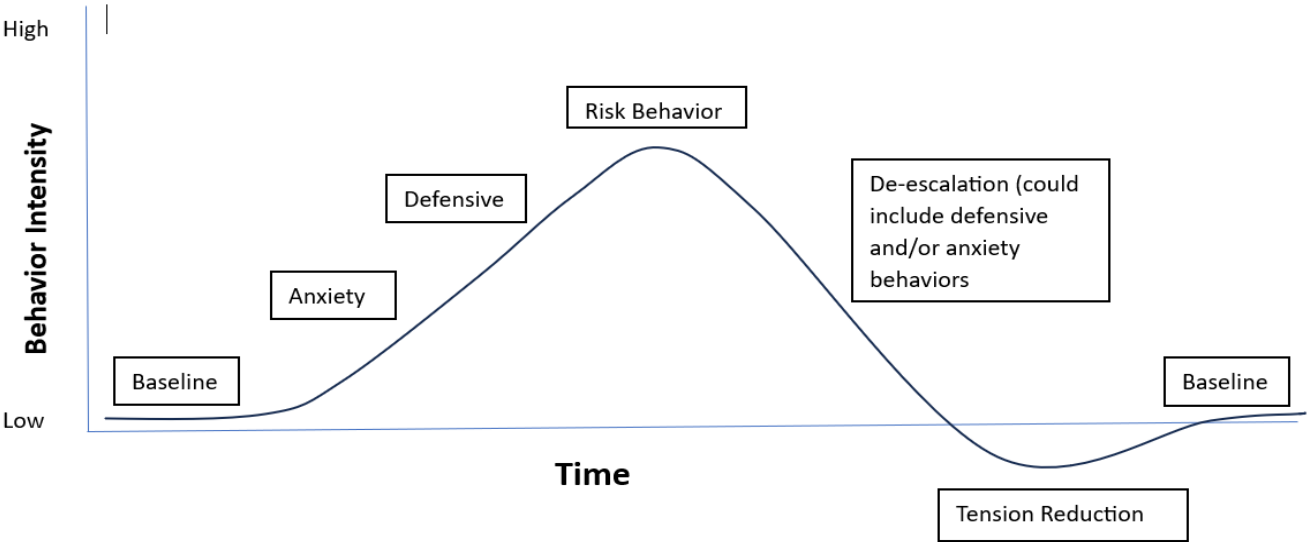 High
Risk Behavior
De-escalation (could
include defensive
and/or anxiety
behaviors
Defensive
Behavior Intensity
Anxiety
Baseline
Baseline
Low
Time
Tension Reduction